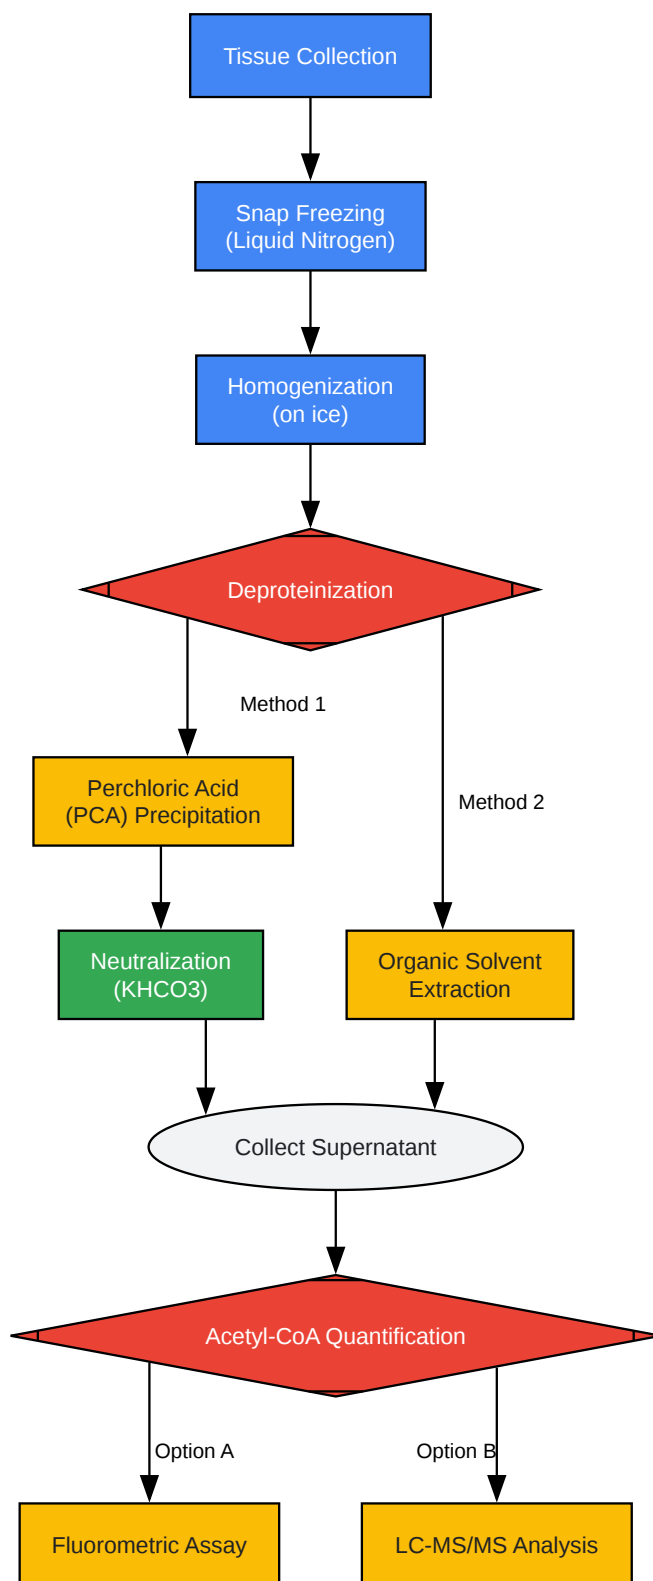 Tissue Collection
Snap Freezing
(Liquid Nitrogen)
Homogenization
(on ice)
Deproteinization
Method 1
Perchloric Acid
(PCA) Precipitation
Method 2
Neutralization
(KHCO3)
Organic Solvent
Extraction
Collect Supernatant
Acetyl-CoA Quantification
Option A
Option B
Fluorometric Assay
LC-MS/MS Analysis